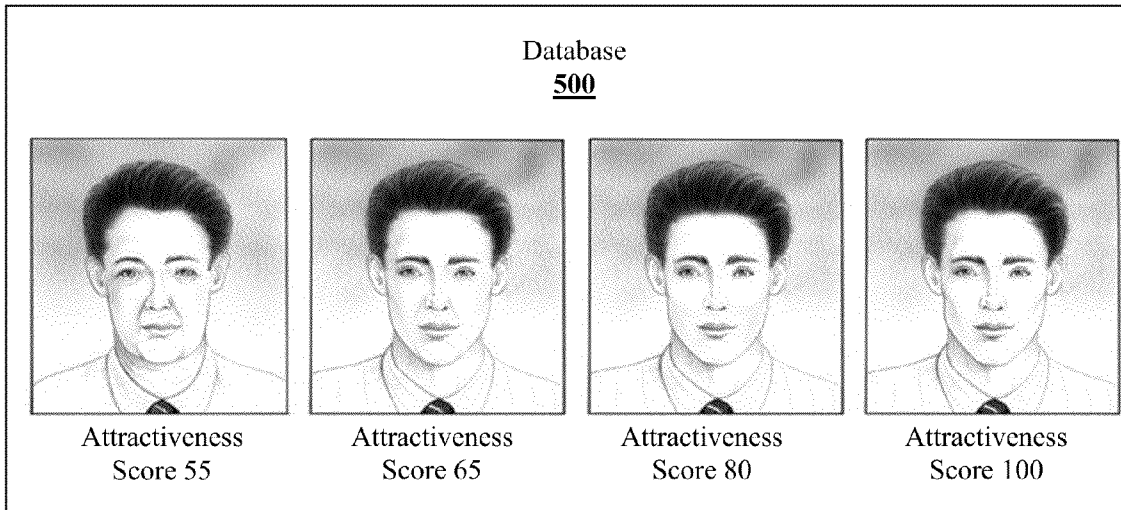 Database
500
Attractiveness
Score 55
Attractiveness
Score 65
Attractiveness
Score 80
Attractiveness
Score 100